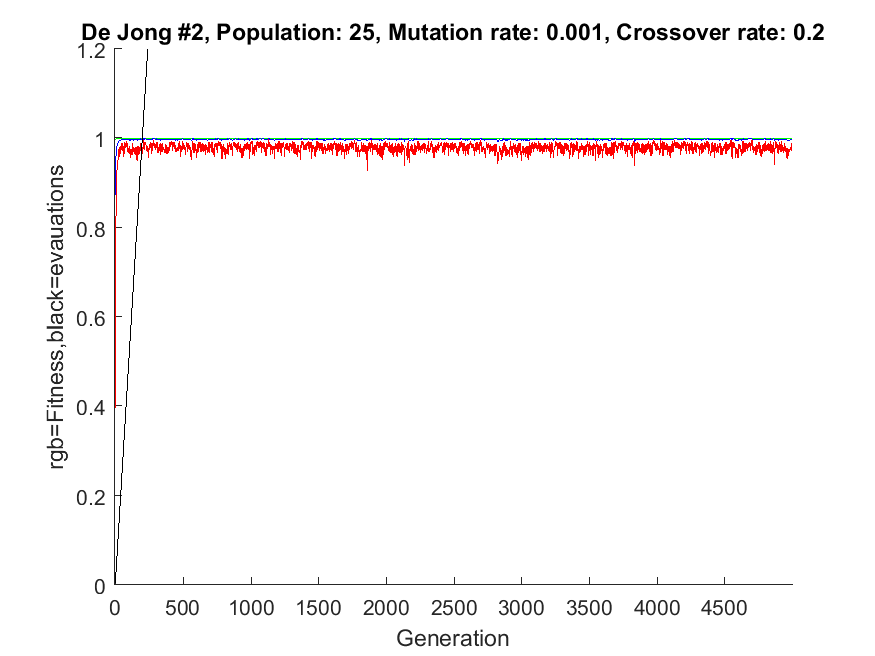 De Jong #2, Population: 25, Mutation rate: 0.001, Crossover rate: 0.2
rgb=Fitness,black=evauations
1.2
1
0.8
0.6
0.4
0.2
0
0 500 1000 1500 2000 2500 3000 3500 4000 4500
Generation